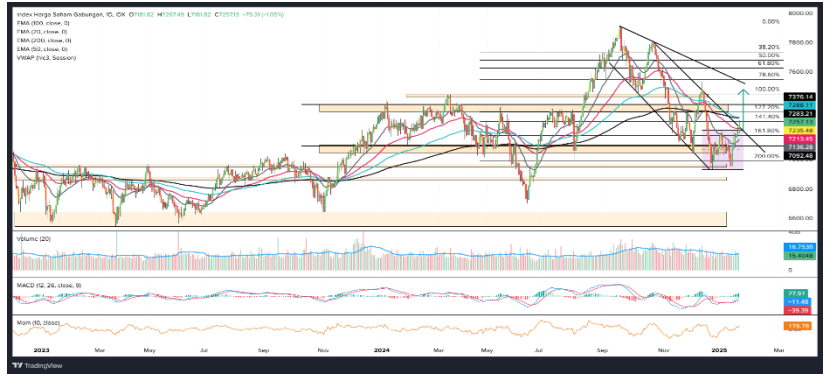 Index Harga Saham Gabungan, 1D, IDX O7181.82 H7267.49 L7181.82 C7257.13 −75.31 (−1.05%)
EMA (100, close, 0)
EMA (20, close, 0)
EMA (200, close, 0)
EMA (50, close, 0)
VWAP (hlc3, Session)
0.00%
38.20%
50.00%
61.80%
78.60%
100.00%
127.20%
141.40%
161.80%
200.00%
8000.00
7800.00
7600.00
7376.14
7288.11
7283.21
7257.13
7225.48
7213.45
7136.28
7092.48
6800.00
6600.00
Volume (20)
16.753B
15.404B
0
MACD (12, 26, close, 9)
27.91
−11.48
−39.39
Mom (10, close)
176.76
2023 Mar May Jul Sep Nov 2024 Mar May Jul Sep Nov 2025 Mar
TradingView